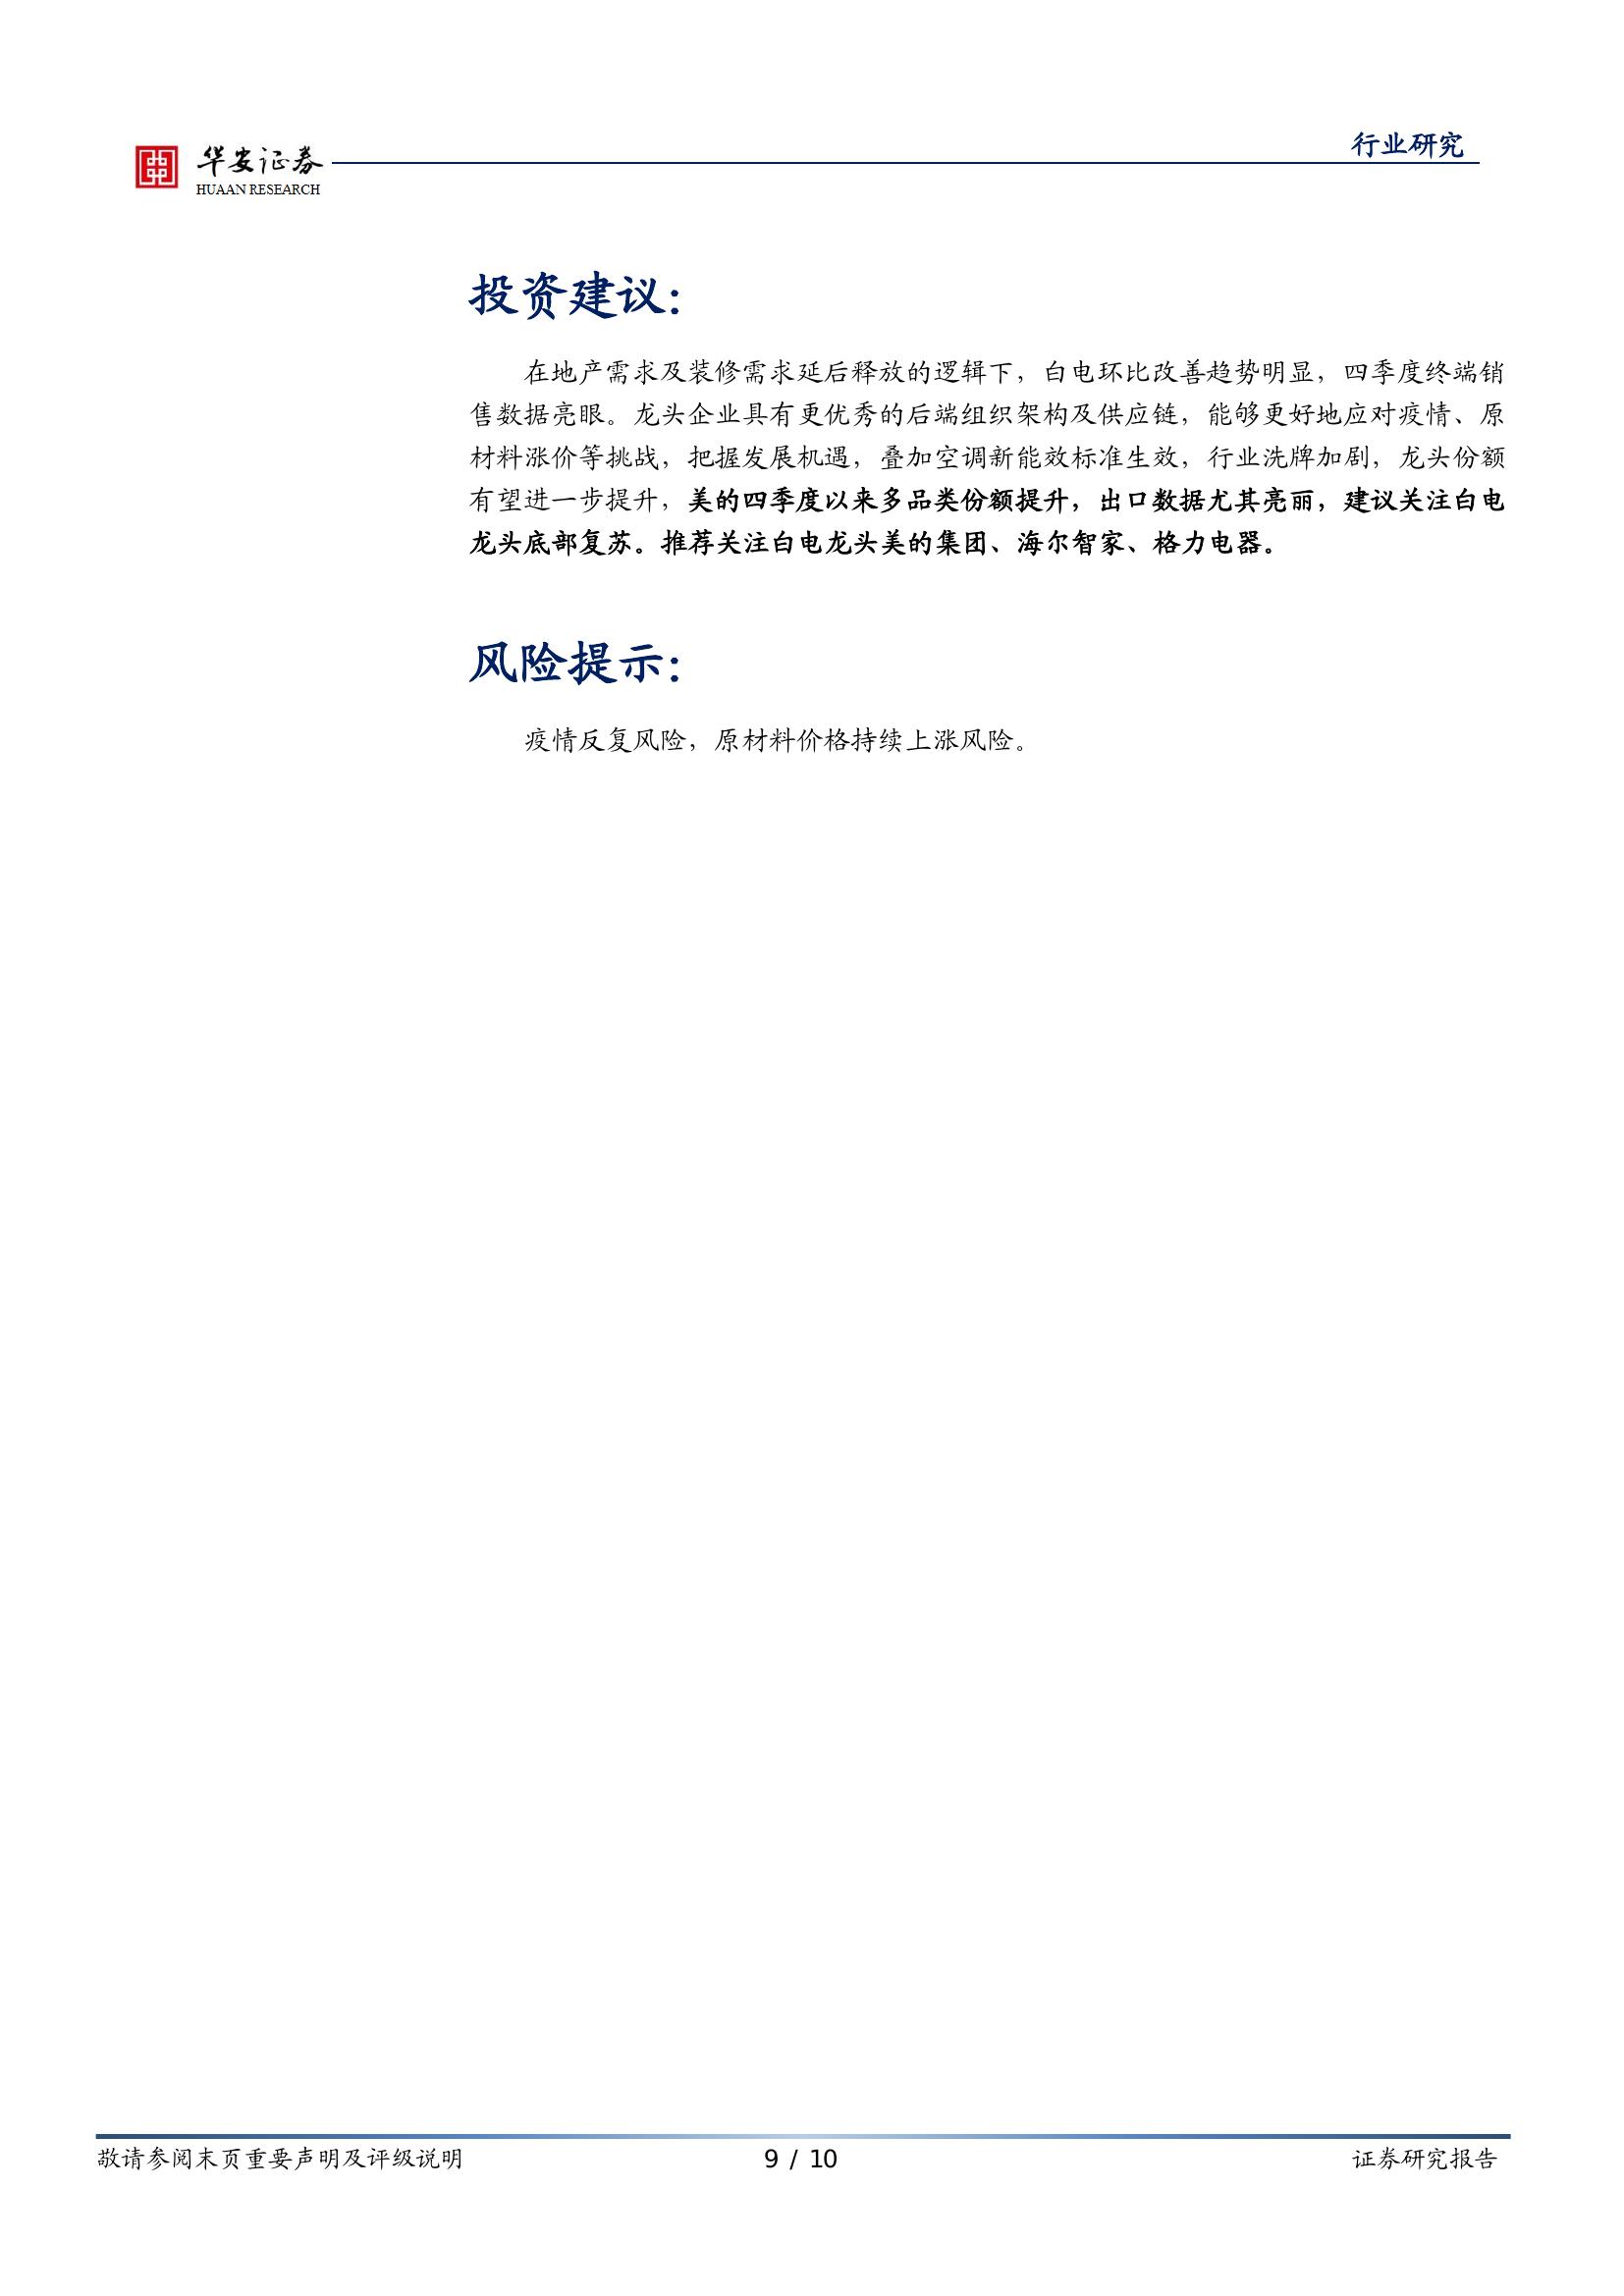 行业研究
华安证券
HUAAN RESEARCH
投资建议：
在地产需求及装修需求延后释放的逻辑下，白电环比改善趋势明显，四季度终端销
售数据亮眼。龙头企业具有更优秀的后端组织架构及供应链，能够更好地应对疫情、原
材料涨价等挑战，把握发展机遇，叠加空调新能效标准生效，行业洗牌加剧，龙头份额
有望进一步提升，美的四季度以来多品类份额提升，出口数据尤其亮丽，建议关注白电
龙头底部复苏。推荐关注白电龙头美的集团、海尔智家、格力电器。
风险提示：
疫情反复风险，原材料价格持续上涨风险。
敬请参阅末页重要声明及评级说明
9 / 10
证券研究报告